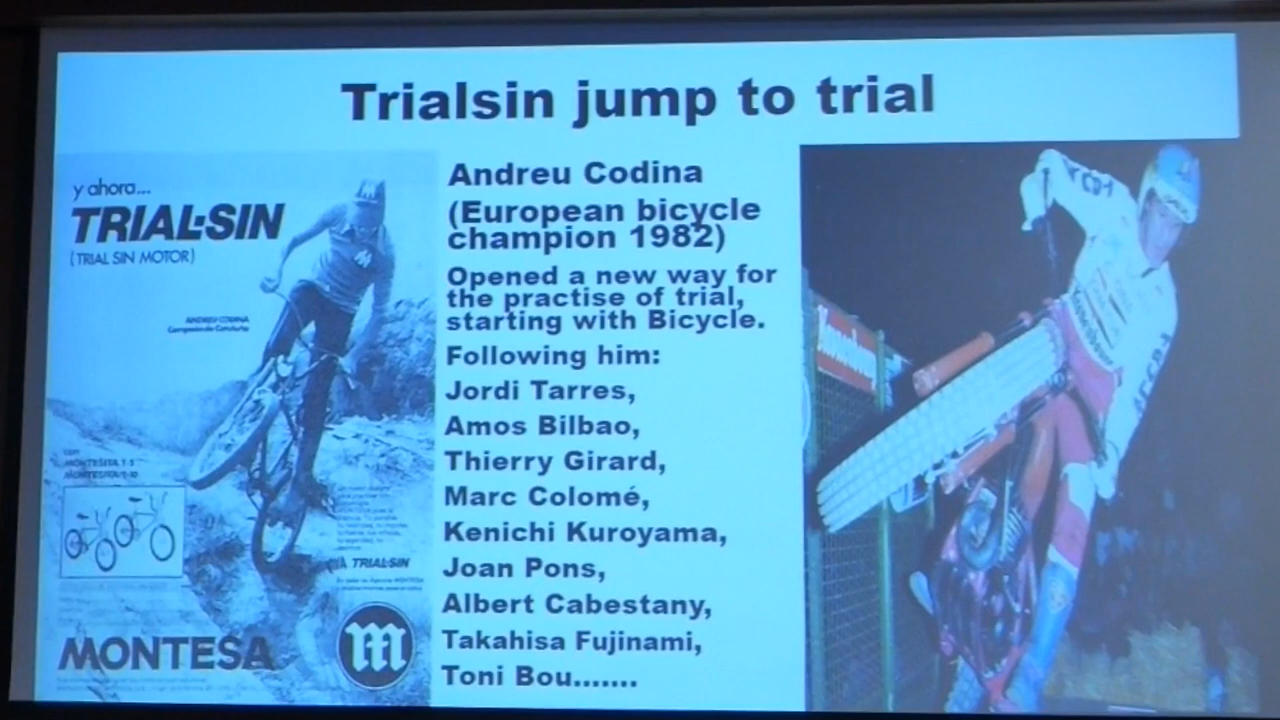 Trialsin jump to trial
y ahora...
TRIAL·SIN
(TRIAL SIN MOTOR)
ANDREU CODINA
MONTESA
Andreu Codina
(European bicycle
champion 1982)
Opened a new way for
the practise of trial,
starting with Bicycle.
Following him:
Jordi Tarres,
Amos Bilbao,
Thierry Girard,
Marc Colomé,
Kenichi Kuroyama,
Joan Pons,
Albert Cabestany,
Takahisa Fujinami,
Toni Bou.......